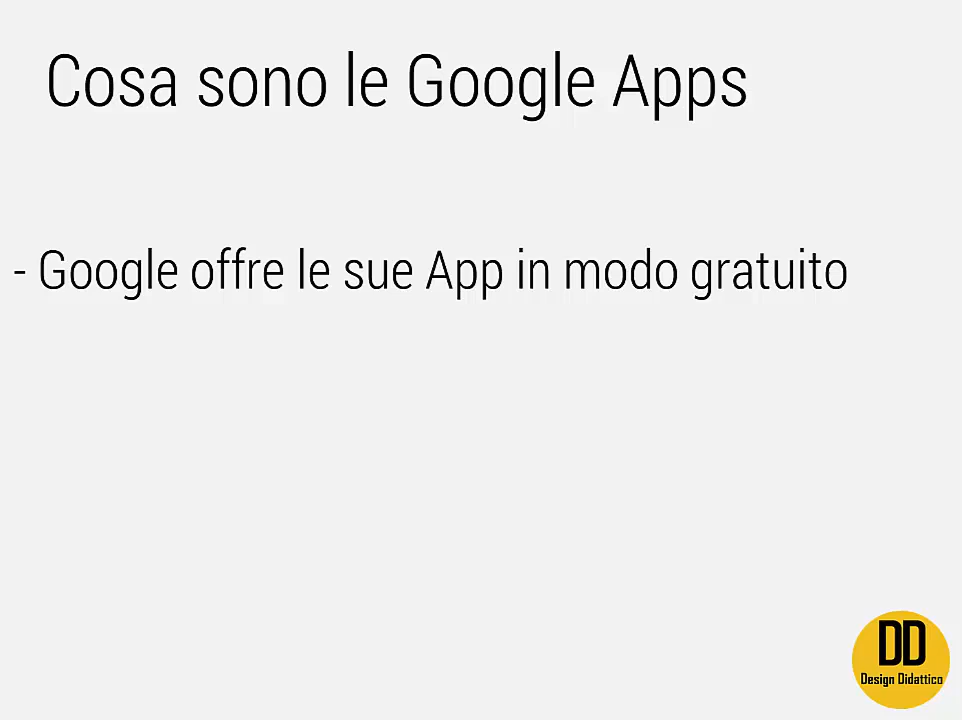 Cosa sono le Google Apps
- Google offre le sue App in modo gratuito
DD
Design Didattico